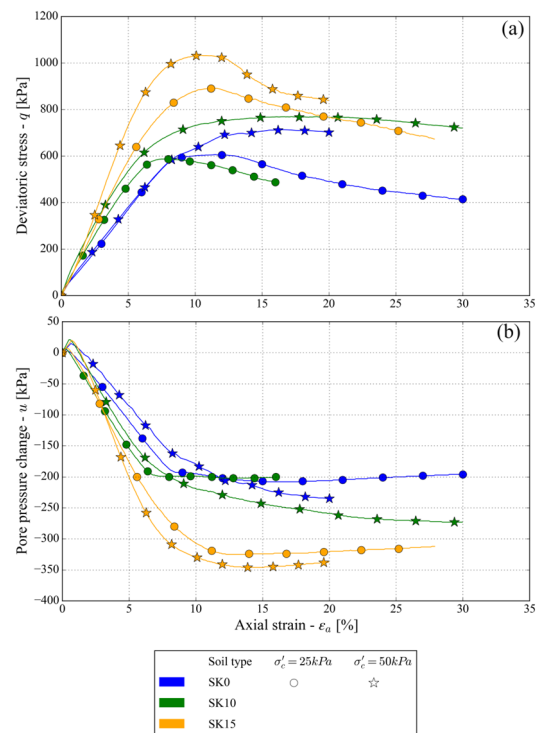 (a)
Deviatoric stress - q [kPa]
1200
1000
800
600
400
200
0
0 5 10 15 20 25 30
(b)
Pore pressure change - u [kPa]
50
0
−50
−100
−150
−200
−250
−300
−350
−400
0 5 10 15 20 25 30
Axial strain - εₐ [%]
Soil type σ′c = 25kPa σ′c = 50kPa
SK0
SK10
SK15